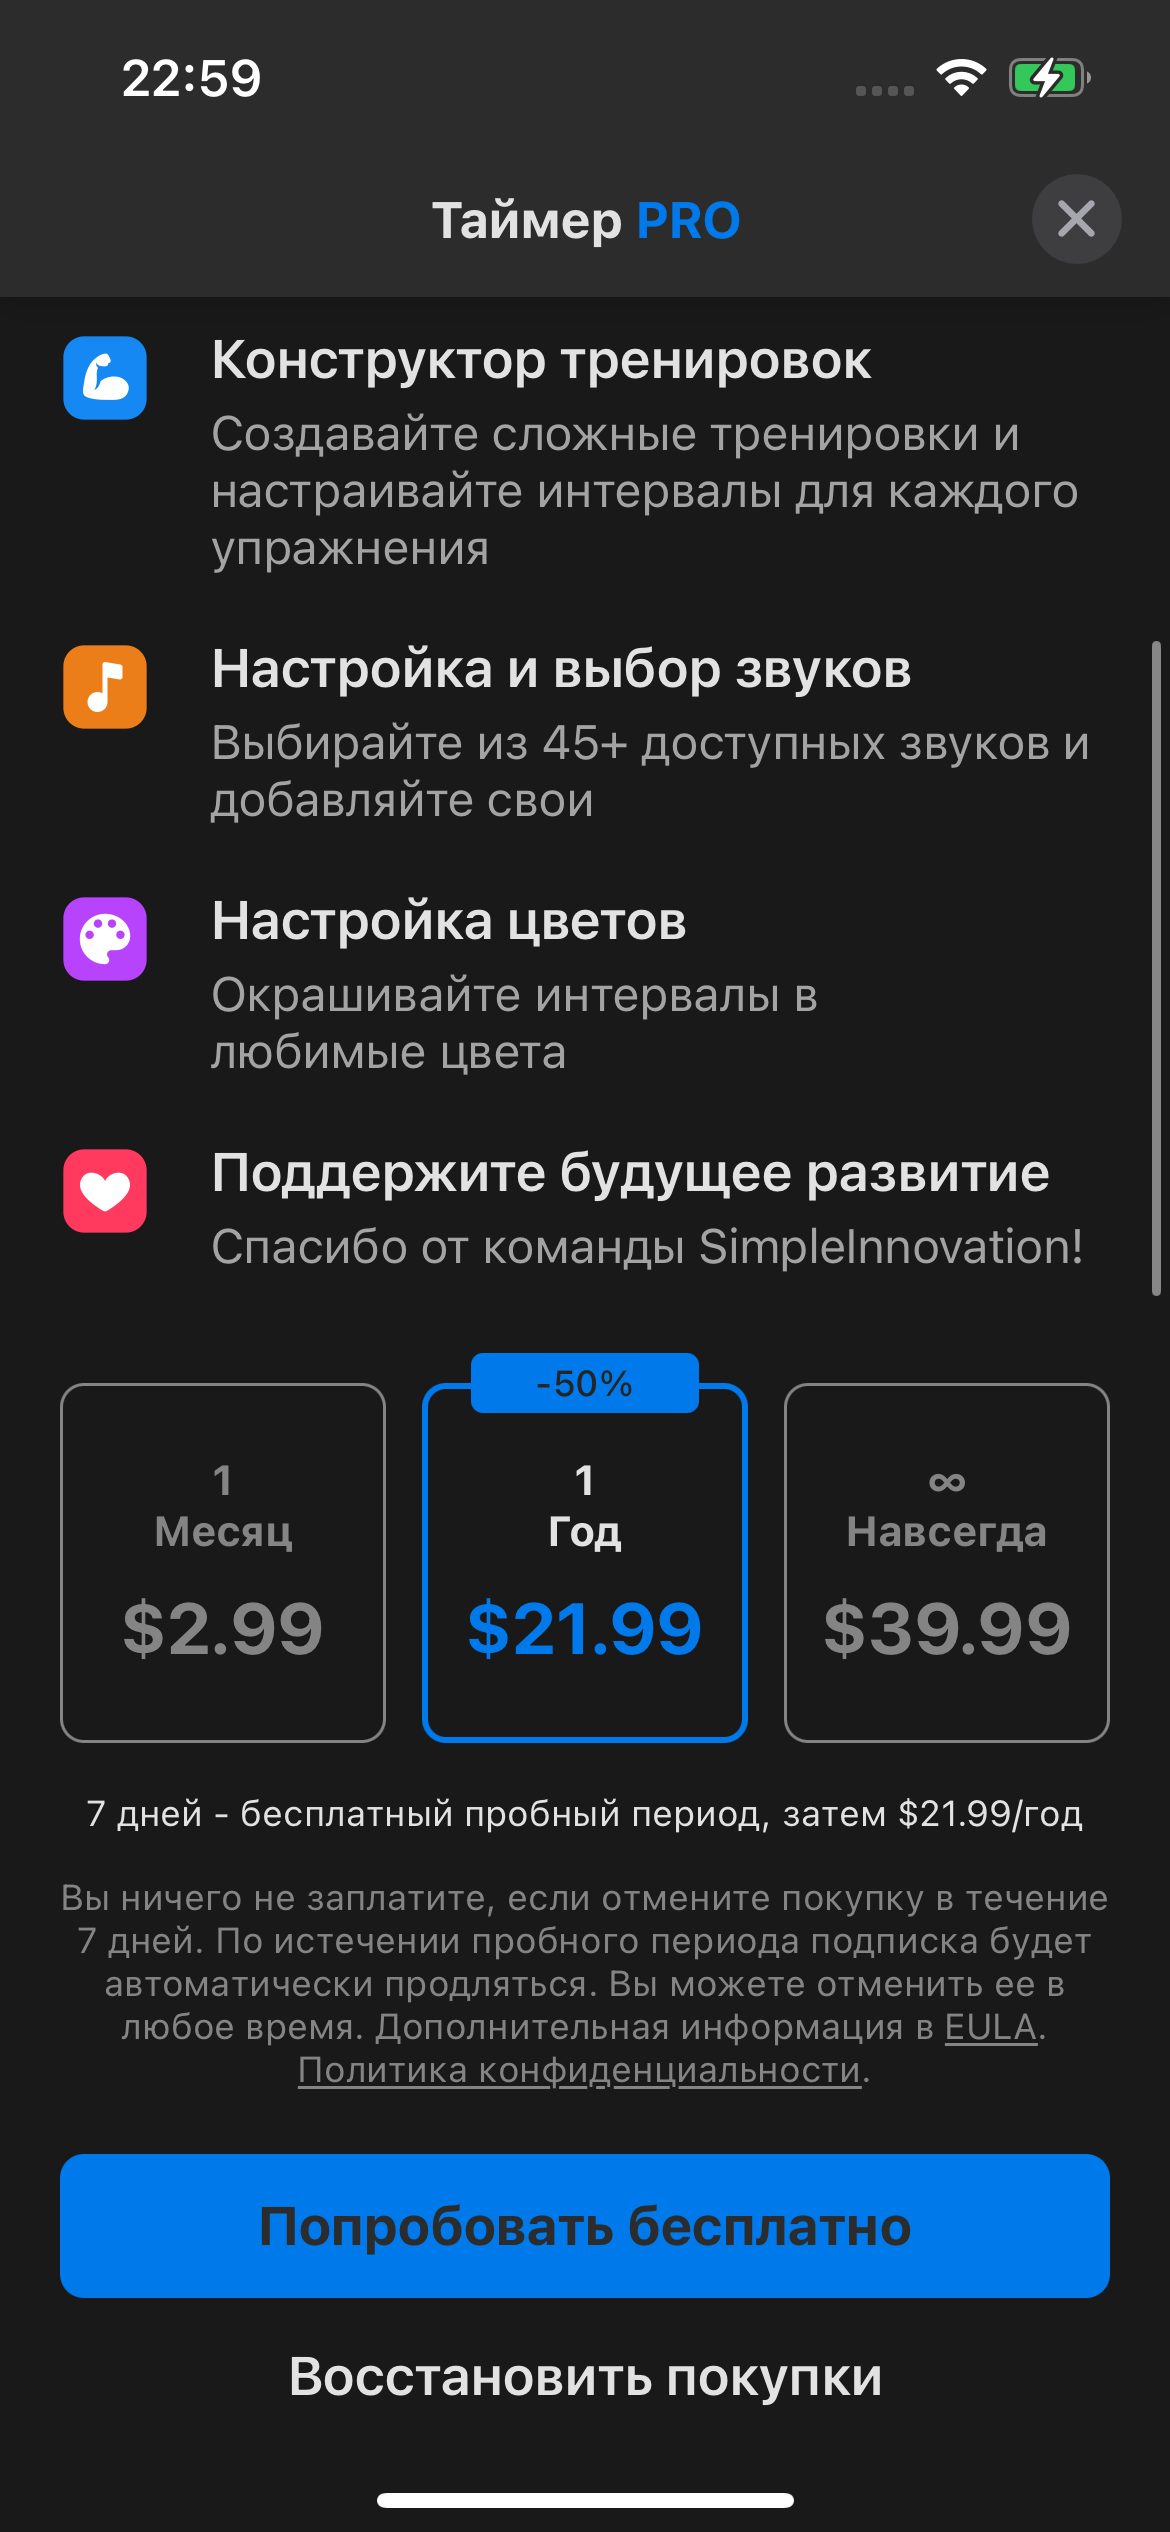 22:59
Таймер PRO
Конструктор тренировок
Создавайте сложные тренировки и
настраивайте интервалы для каждого
упражнения
Настройка и выбор звуков
Выбирайте из 45+ доступных звуков и
добавляйте свои
Настройка цветов
Окрашивайте интервалы в
любимые цвета
Поддержите будущее развитие
Спасибо от команды SimpleInnovation!
-50%
1
Месяц
$2.99
1
Год
$21.99
∞
Навсегда
$39.99
7 дней - бесплатный пробный период, затем $21.99/год
Вы ничего не заплатите, если отмените покупку в течение
7 дней. По истечении пробного периода подписка будет
автоматически продляться. Вы можете отменить ее в
любое время. Дополнительная информация в EULA.
Политика конфиденциальности.
Попробовать бесплатно
Восстановить покупки